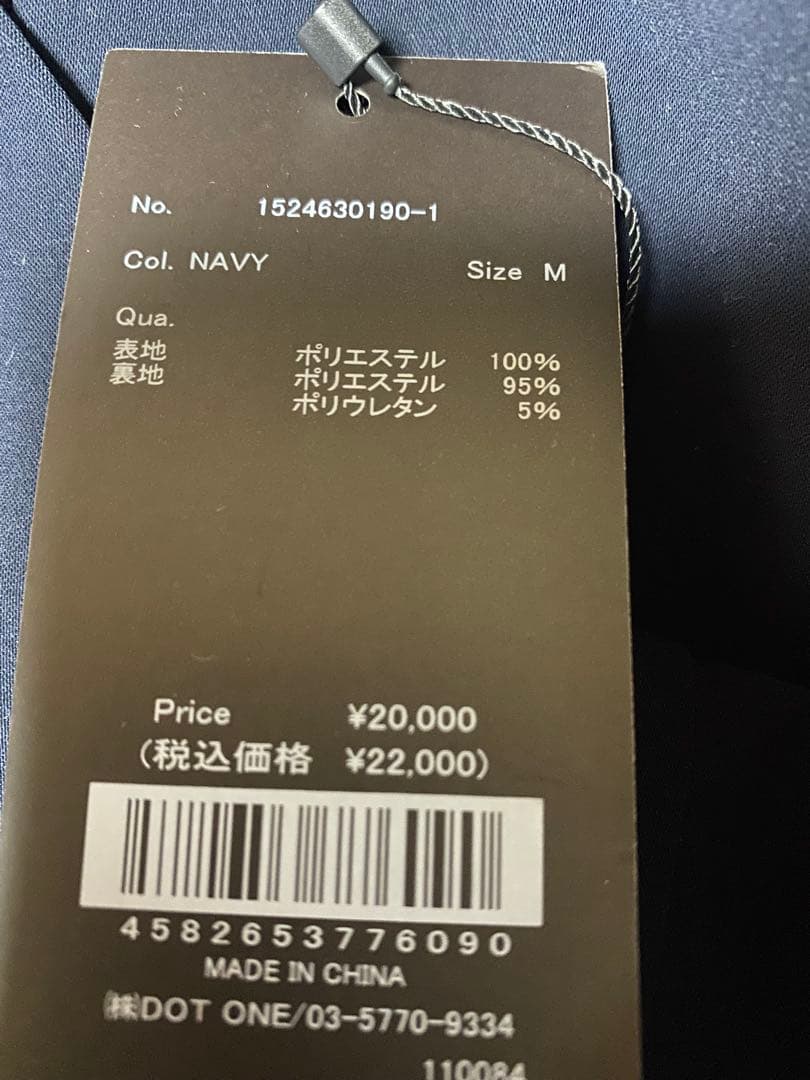 No. 1524630190-1
Col. NAVY Size M
Qua.
表地 ポリエステル 100%
裏地 ポリエステル 95%
ポリウレタン 5%
Price ¥20,000
(税込価格 ¥22,000)
4582653776090
MADE IN CHINA
㈱DOT ONE/03-5770-9334
110084